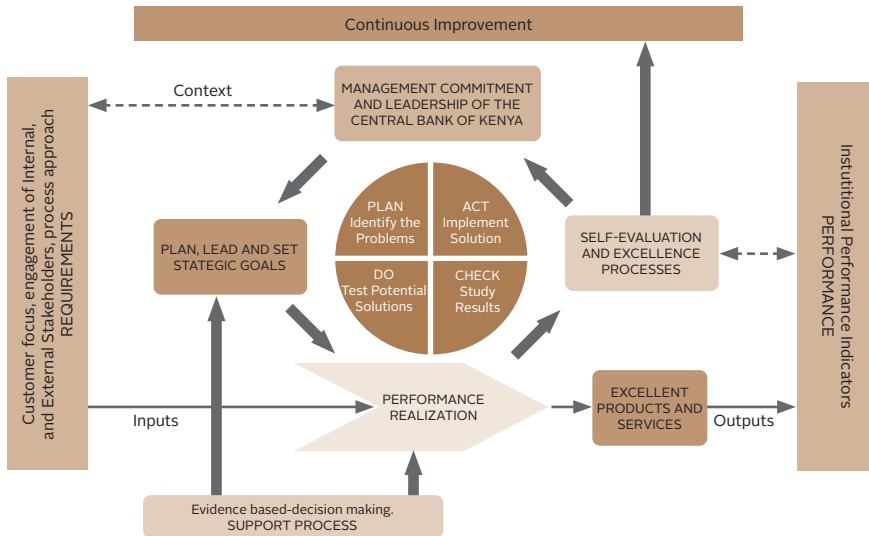 Continuous Improvement
Customer focus, engagement of Internal,
and External Stakeholders, process approach
REQUIREMENTS
Context
MANAGEMENT COMMITMENT
AND LEADERSHIP OF THE
CENTRAL BANK OF KENYA
PLAN, LEAD AND SET
STATEGIC GOALS
PLAN
Identify the
Problems
ACT
Implement
Solution
DO
Test Potential
Solutions
CHECK
Study
Results
SELF-EVALUATION
AND EXCELLENCE
PROCESSES
Instutitional Performance Indicators
PERFORMANCE
Inputs
PERFORMANCE
REALIZATION
EXCELLENT
PRODUCTS AND
SERVICES
Outputs
Evidence based-decision making.
SUPPORT PROCESS